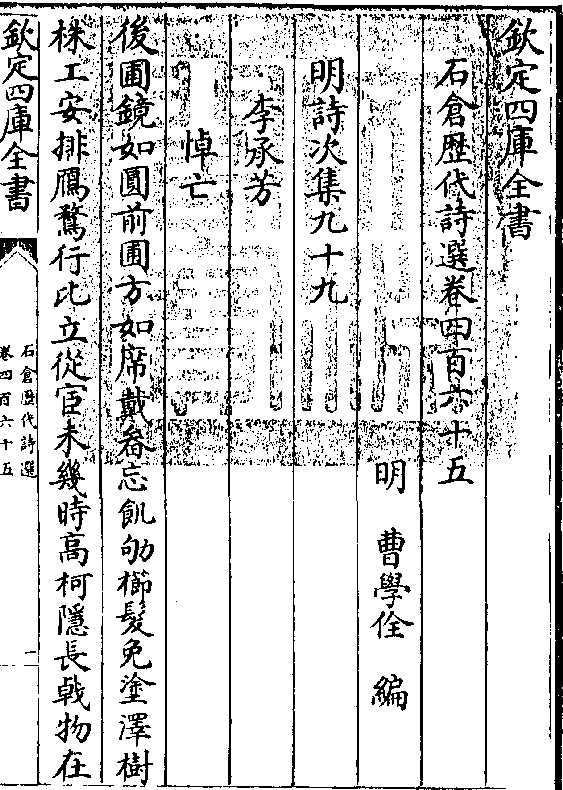 欽定四庫全書
石倉歴代詩選卷四百六十五
明　曹學佺　編
明詩次集九十九
李承芳
悼亡
後圃鏡如圓前圃方如席戴畚忘飢劬櫛髮免塗澤樹
株工安排鴈鶩行比立從宦未幾時高柯隱長戟物在
欽定四庫全書
石倉歴代詩選
卷四百六十五
一